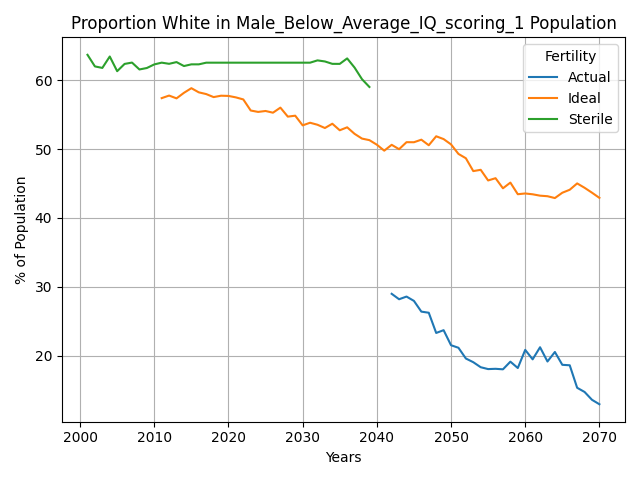 Proportion White in Male_Below_Average_IQ_scoring_1 Population
Fertility
Actual
Ideal
Sterile
% of Population
60
50
40
30
20
2000 2010 2020 2030 2040 2050 2060 2070
Years